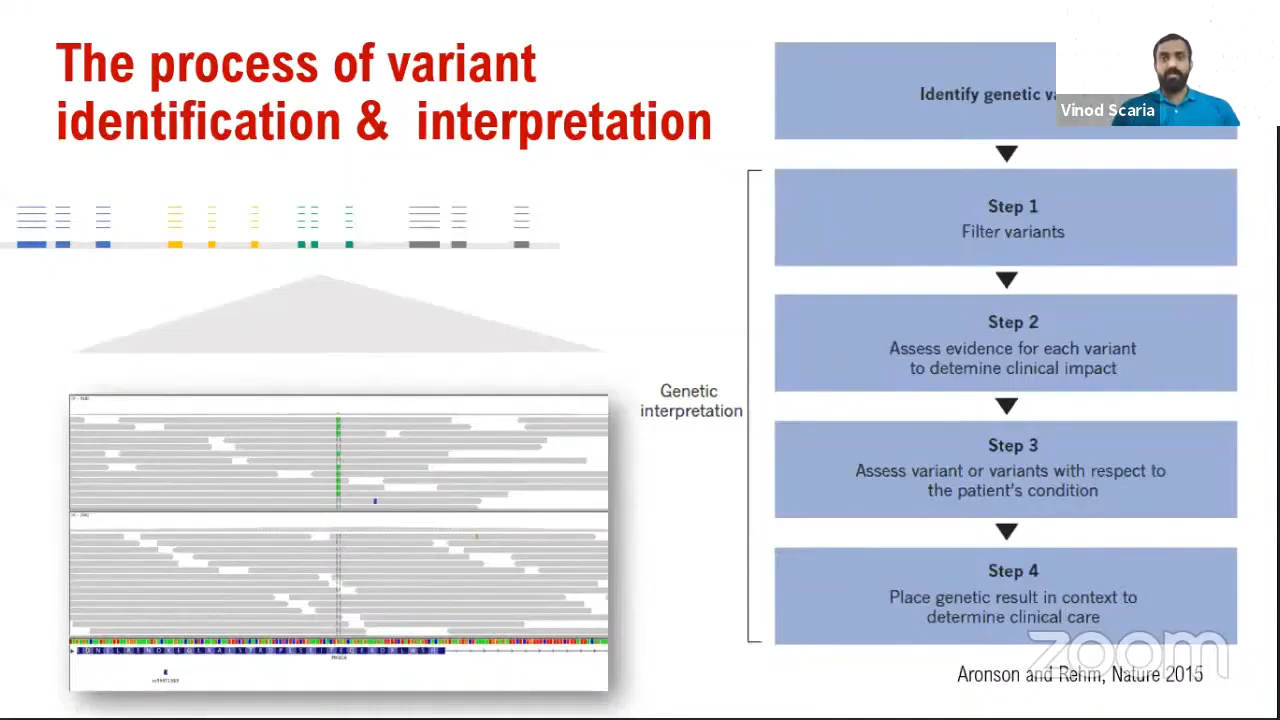 The process of variant
identification & interpretation
Identify genetic
Vinod Scaria
Step 1
Filter variants
Step 2
Assess evidence for each variant
to detemine clinical impact
Genetic
interpretation
Step 3
Assess variant or variants with respect to
the patient's condition
Step 4
Place genetic result in context to
determine clinical care
zoom
Aronson and Rehm, Nature 2015